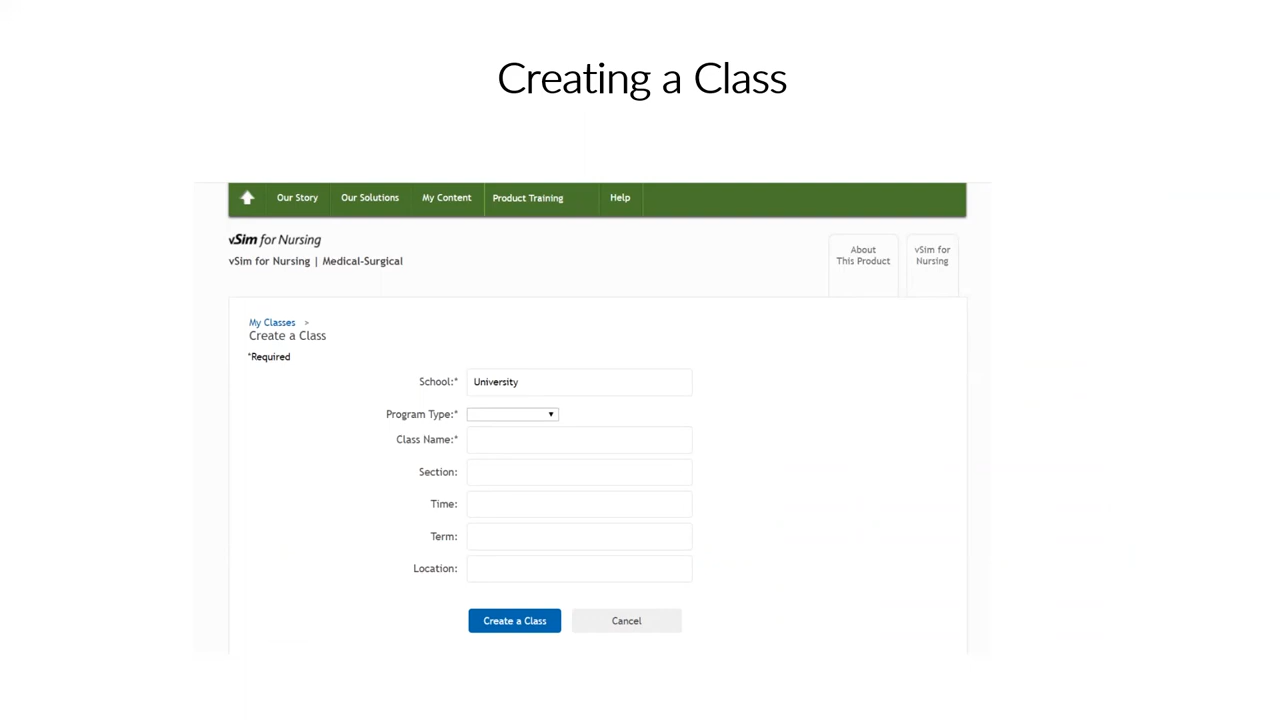 Creating a Class
Our Story Our Solutions My Content Product Training Help
vSim for Nursing
vSim for Nursing | Medical-Surgical
About
This Product
vSim for
Nursing
My Classes >
Create a Class
*Required
School:* University
Program Type:*
Class Name:*
Section:
Time:
Term:
Location:
Create a Class Cancel